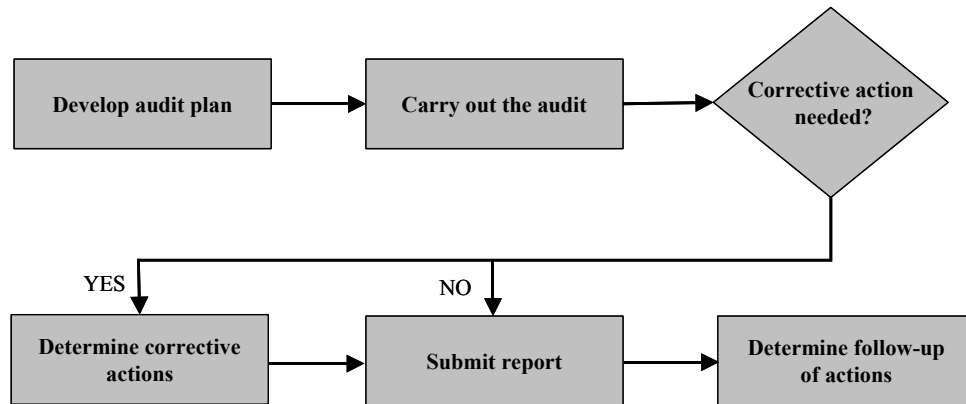 Develop audit plan
Carry out the audit
Corrective action
needed?
YES
NO
Determine corrective
actions
Submit report
Determine follow-up
of actions